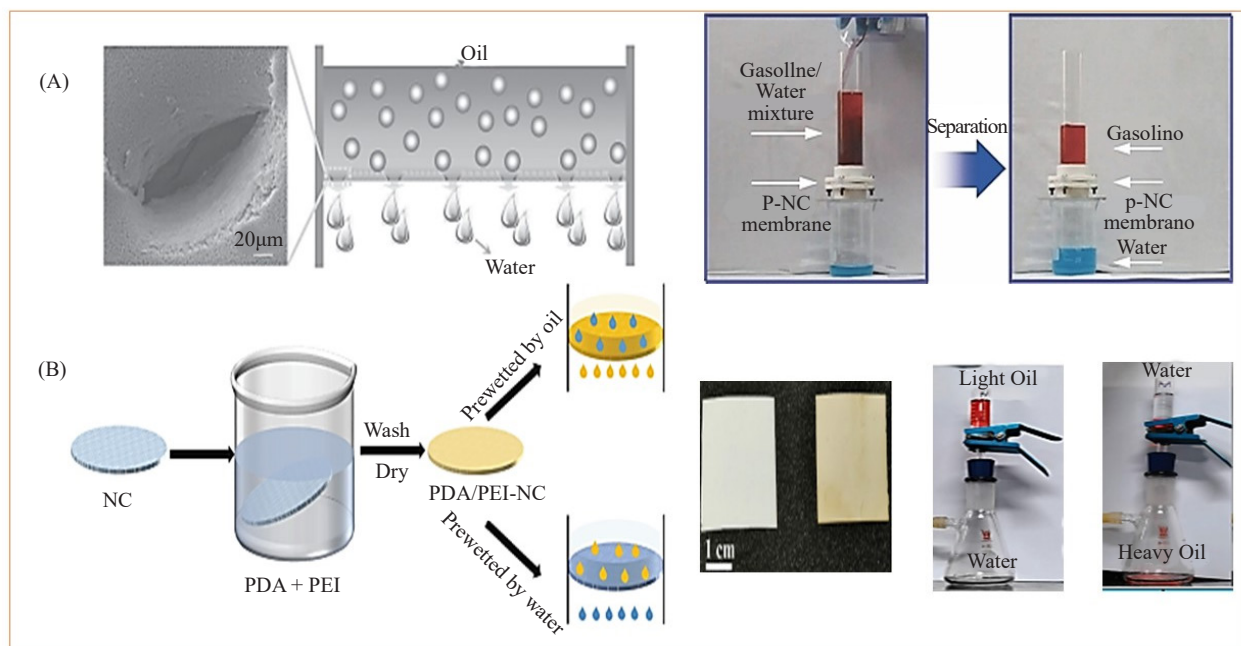 (A)
20μm
Oil
Water
Gasollne/
Water
mixture
P-NC
membrane
Separation
Gasolino
p-NC
membrano
Water
(B)
NC
PDA + PEI
Wash
Dry
PDA/PEI-NC
Prewetted by oil
Prewetted by water
1 cm
Light Oil
Water
Water
Heavy Oil